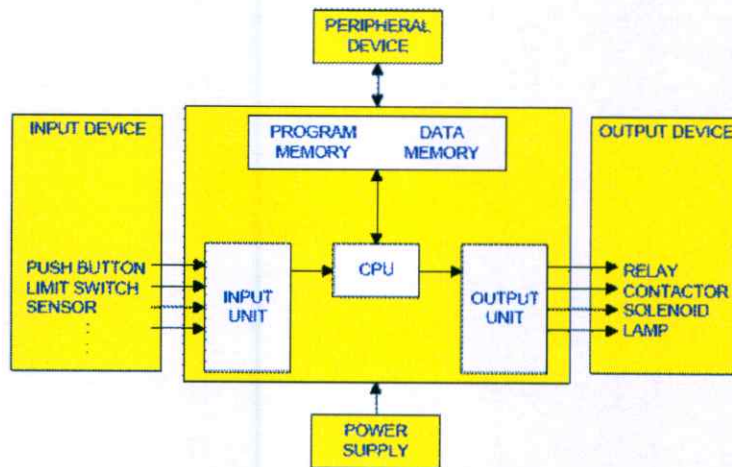 PERIPHERAL
DEVICE
INPUT DEVICE
PROGRAM
MEMORY
DATA
MEMORY
OUTPUT DEVICE
PUSH BUTTON
LIMIT SWITCH
SENSOR
INPUT
UNIT
CPU
OUTPUT
UNIT
RELAY
CONTACTOR
SOLENOID
LAMP
POWER
SUPPLY